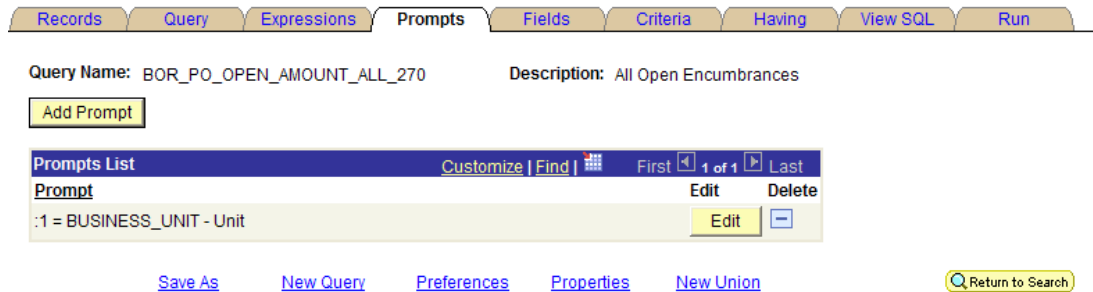 Records Query Expressions Prompts Fields Criteria Having View SQL Run
Query Name: BOR_PO_OPEN_AMOUNT_ALL_270 Description: All Open Encumbrances
Add Prompt
Prompts List Customize | Find | First 1 of 1 Last
Prompt Edit Delete
:1 = BUSINESS_UNIT - Unit Edit
Save As New Query Preferences Properties New Union Return to Search